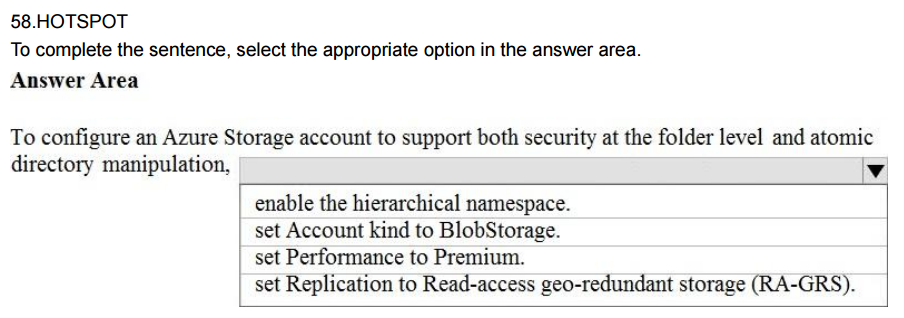 58.HOTSPOT
To complete the sentence, select the appropriate option in the answer area.
Answer Area
To configure an Azure Storage account to support both security at the folder level and atomic
directory manipulation,
enable the hierarchical namespace.
set Account kind to BlobStorage.
set Performance to Premium.
set Replication to Read-access geo-redundant storage (RA-GRS).